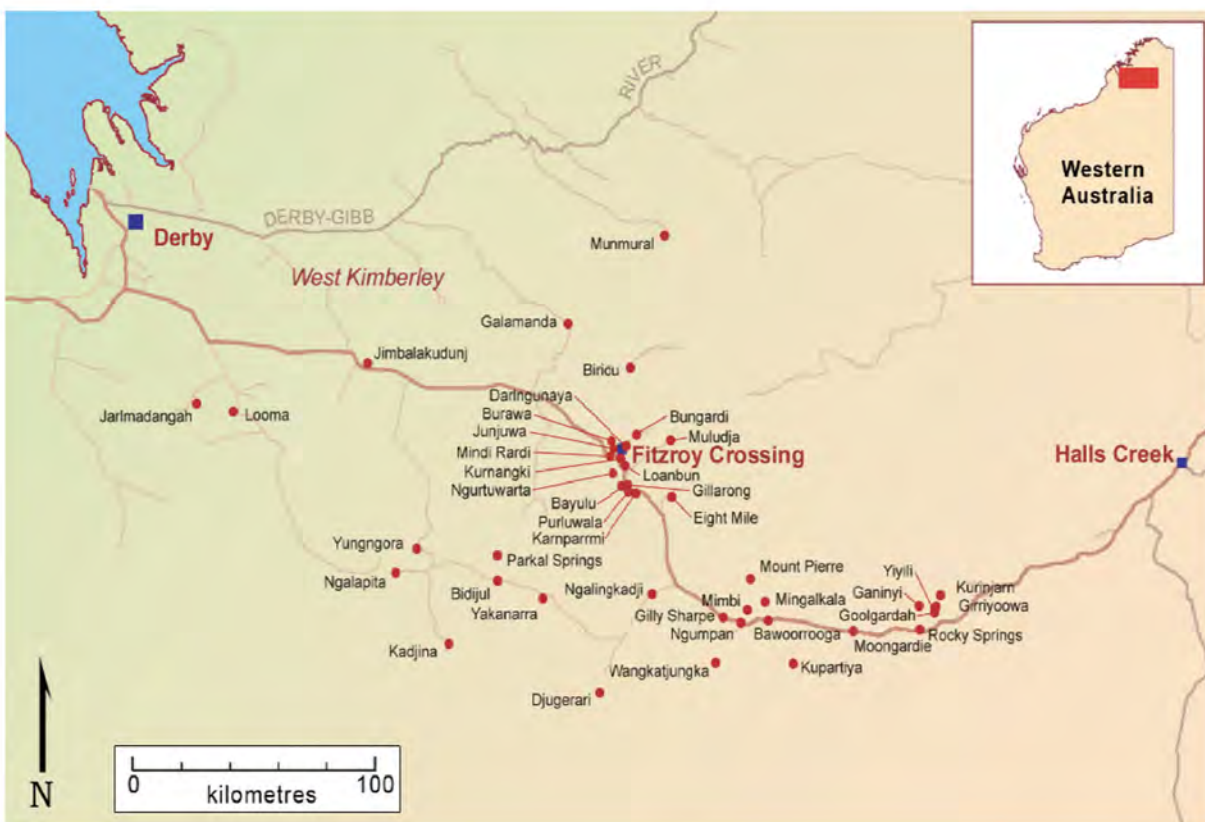 RIVER
DERBY-GIBB
Western
Australia
Derby
West Kimberley
Munmural
Galamanda
Jimbalakudunj
Biridu
Jarlmadangah
Looma
Daringunaya
Burawa
Junjuwa
Mindi Rardi
Kurnangki
Ngurtuwarta
Bungardi
Muludja
Fitzroy Crossing
Loanbun
Halls Creek
Bayulu
Purluwala
Karnparrmi
Gillarong
Eight Mile
Yungngora
Ngalapita
Parkal Springs
Bidijul
Yakanarra
Ngalingkadji
Mount Pierre
Mimbi
Mingalkala
Gilly Sharpe
Ngumpan
Bawoorrooga
Yiyili
Ganinyi
Goolgardah
Kurinjarn
Girriyoowa
Moongardie
Rocky Springs
Kadjina
Wangkatjungka
Kupartiya
Djugerari
N
0 100
kilometres